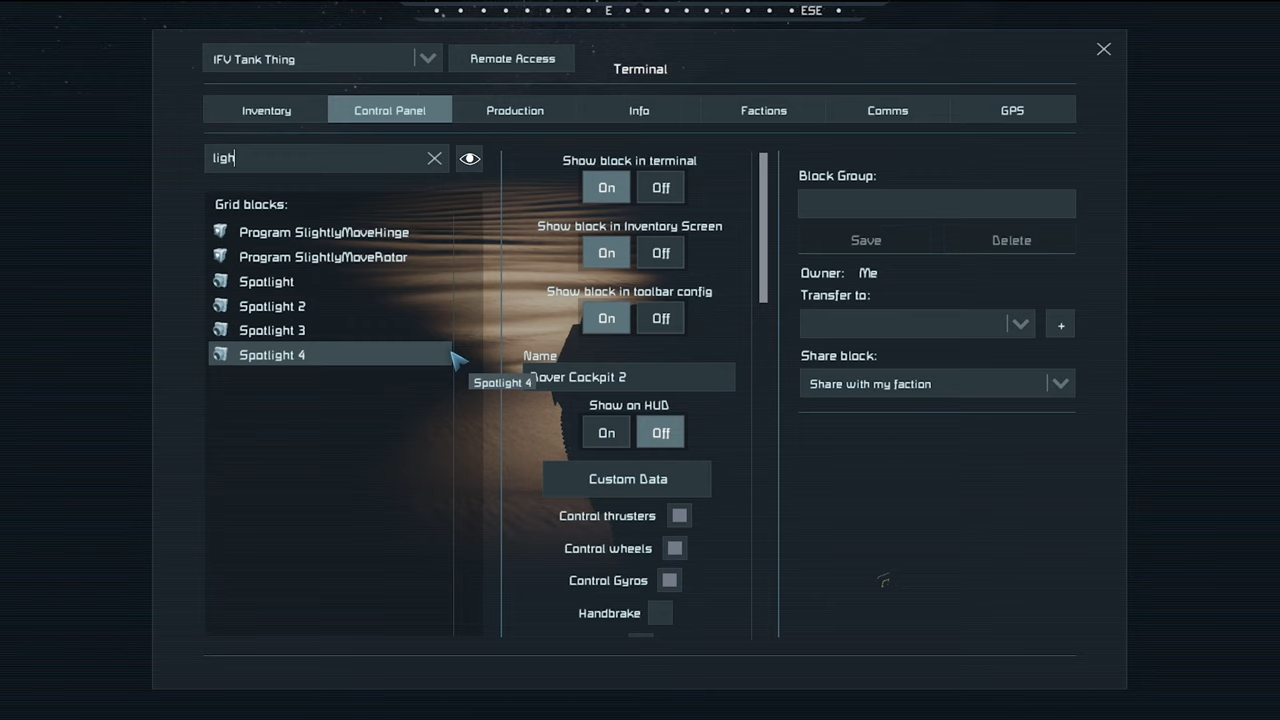 E ESE
IFV Tank Thing
Remote Access
Terminal
Inventory
Control Panel
Production
Info
Factions
Comms
GPS
ligh
Grid blocks:
Program SlightlyMoveHinge
Program SlightlyMoveRotor
Spotlight
Spotlight 2
Spotlight 3
Spotlight 4
Spotlight 4
Show block in terminal
On Off
Show block in Inventory Screen
On Off
Show block in toolbar config
On Off
Name
Rover Cockpit 2
Show on HUD
On Off
Custom Data
Control thrusters
Control wheels
Control Gyros
Handbrake
Block Group:
Save Delete
Owner: Me
Transfer to:
+
Share block:
Share with my faction